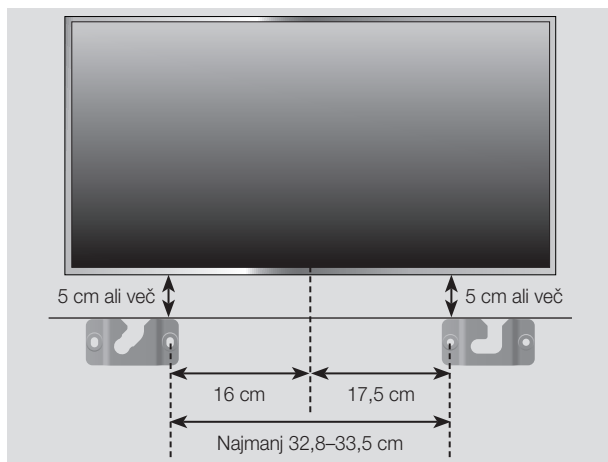 5 cm ali več
5 cm ali več
16 cm
17,5 cm
Najmanj 32,8–33,5 cm